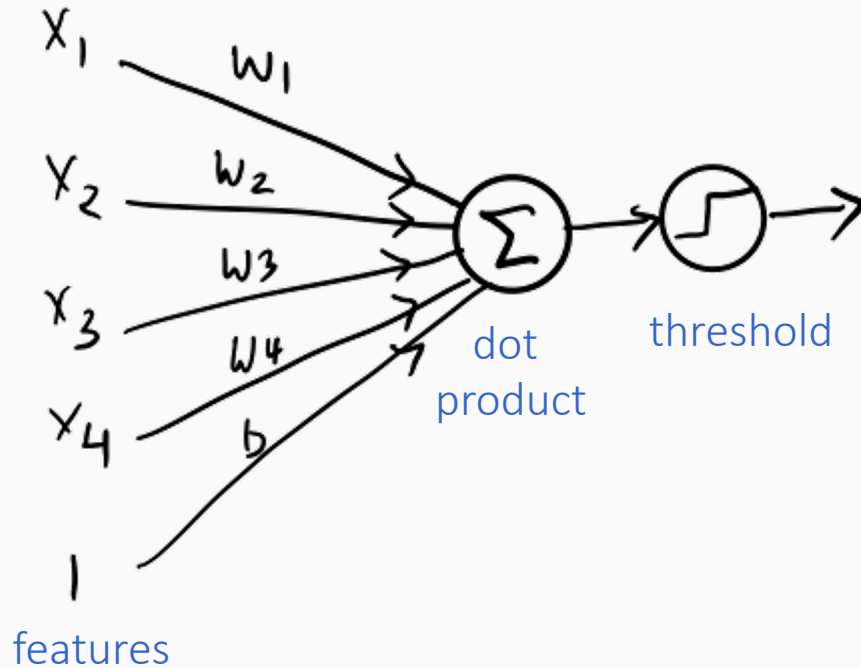 X1
W1
X2
W2
X3
W3
X4
W4
b
1
Σ
dot
product
threshold
features